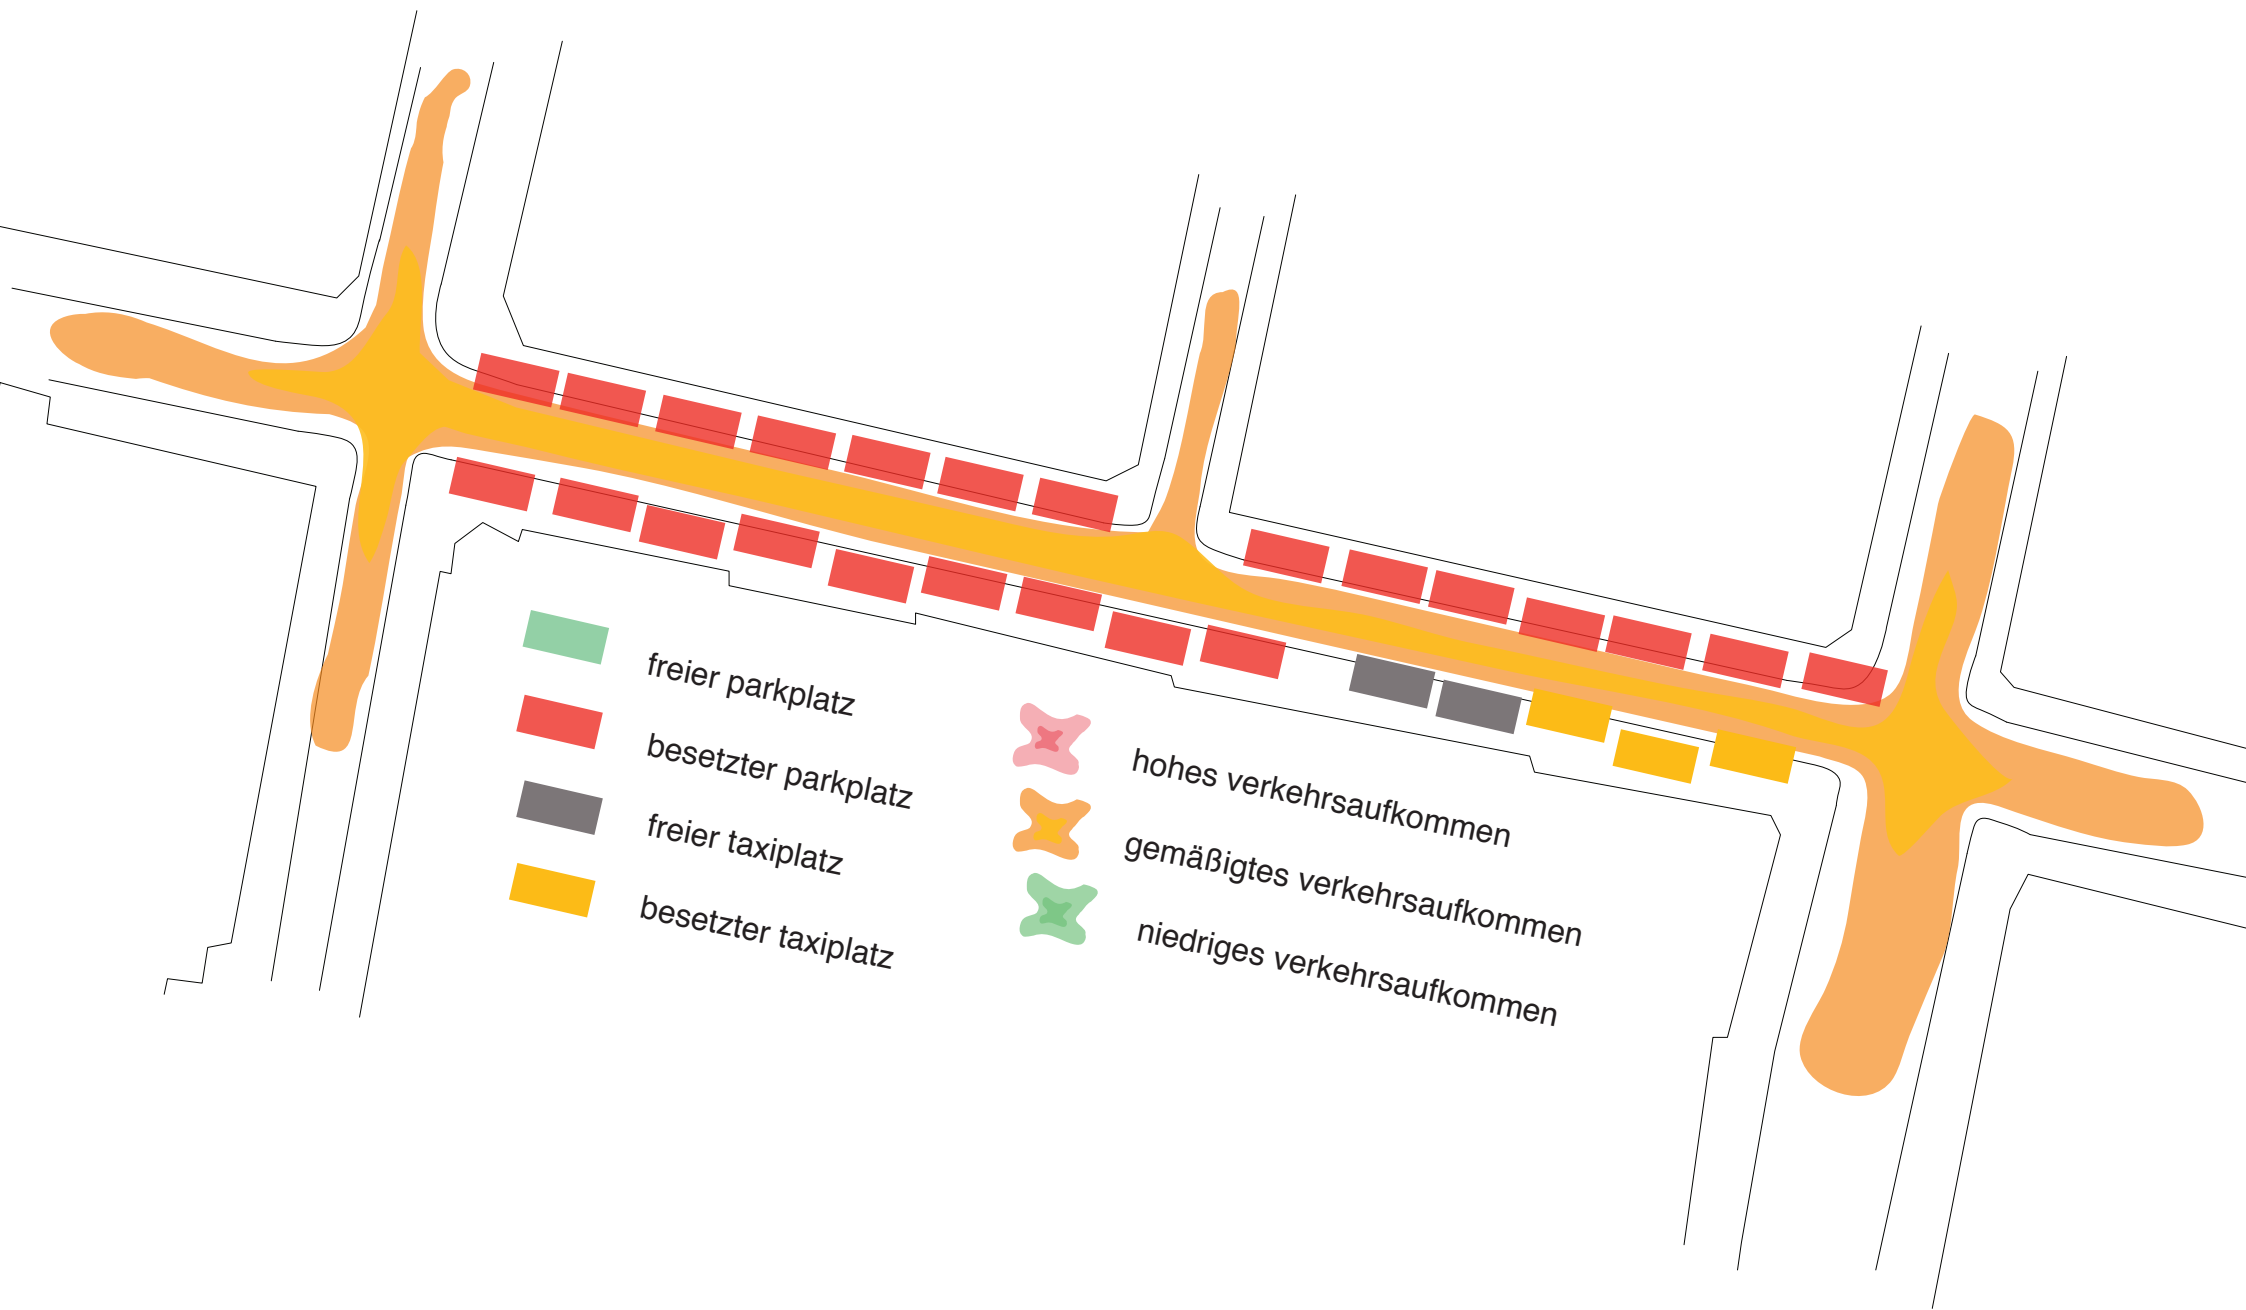 freier parkplatz
besetzter parkplatz
freier taxiplatz
besetzter taxiplatz
hohes verkehrsaufkommen
gemäßigtes verkehrsaufkommen
niedriges verkehrsaufkommen